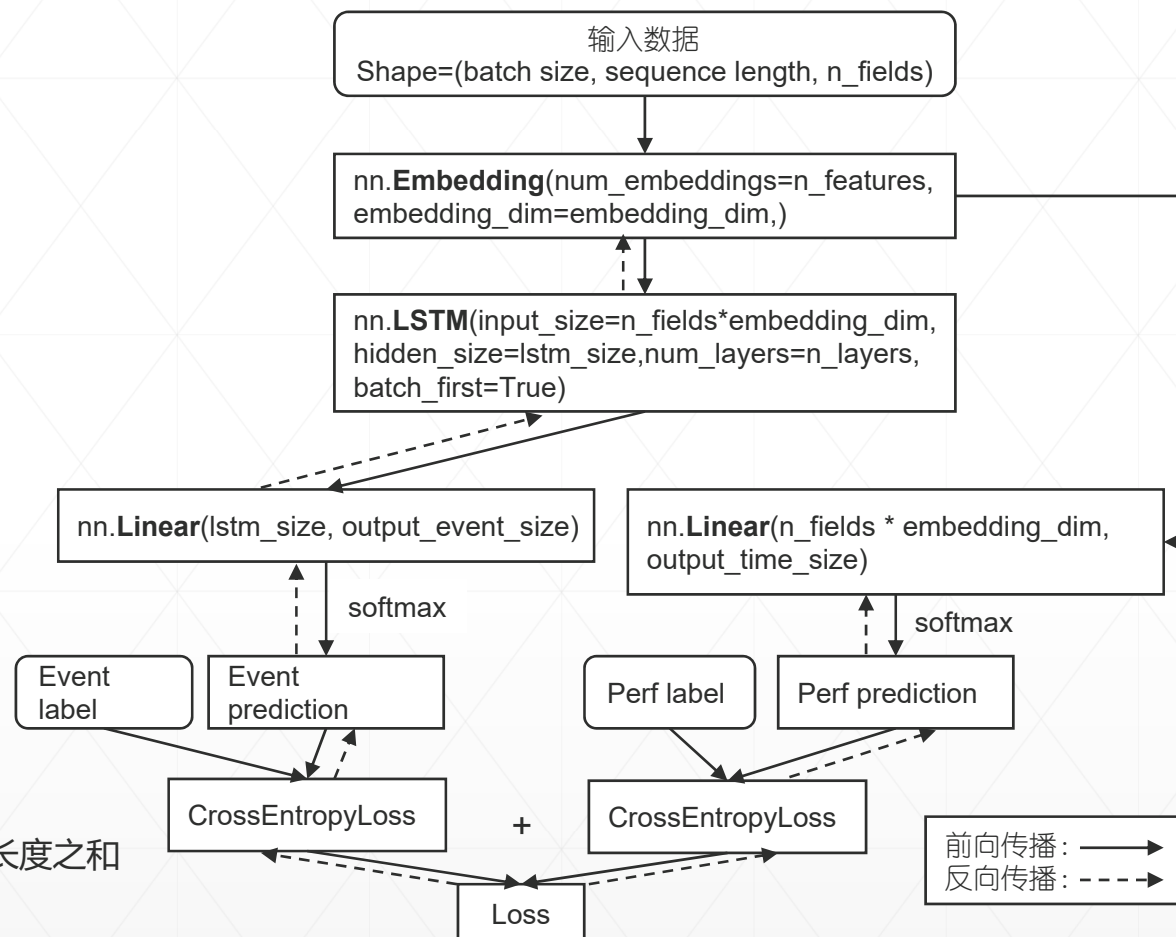 输入数据
Shape=(batch size, sequence length, n_fields)
nn.Embedding(num_embeddings=n_features,
embedding_dim=embedding_dim,)
nn.LSTM(input_size=n_fields*embedding_dim,
hidden_size=lstm_size,num_layers=n_layers,
batch_first=True)
nn.Linear(lstm_size, output_event_size)
nn.Linear(n_fields * embedding_dim,
output_time_size)
softmax
softmax
Event
label
Event
prediction
Perf label
Perf prediction
CrossEntropyLoss
+
CrossEntropyLoss
长度之和
前向传播:
反向传播:
Loss